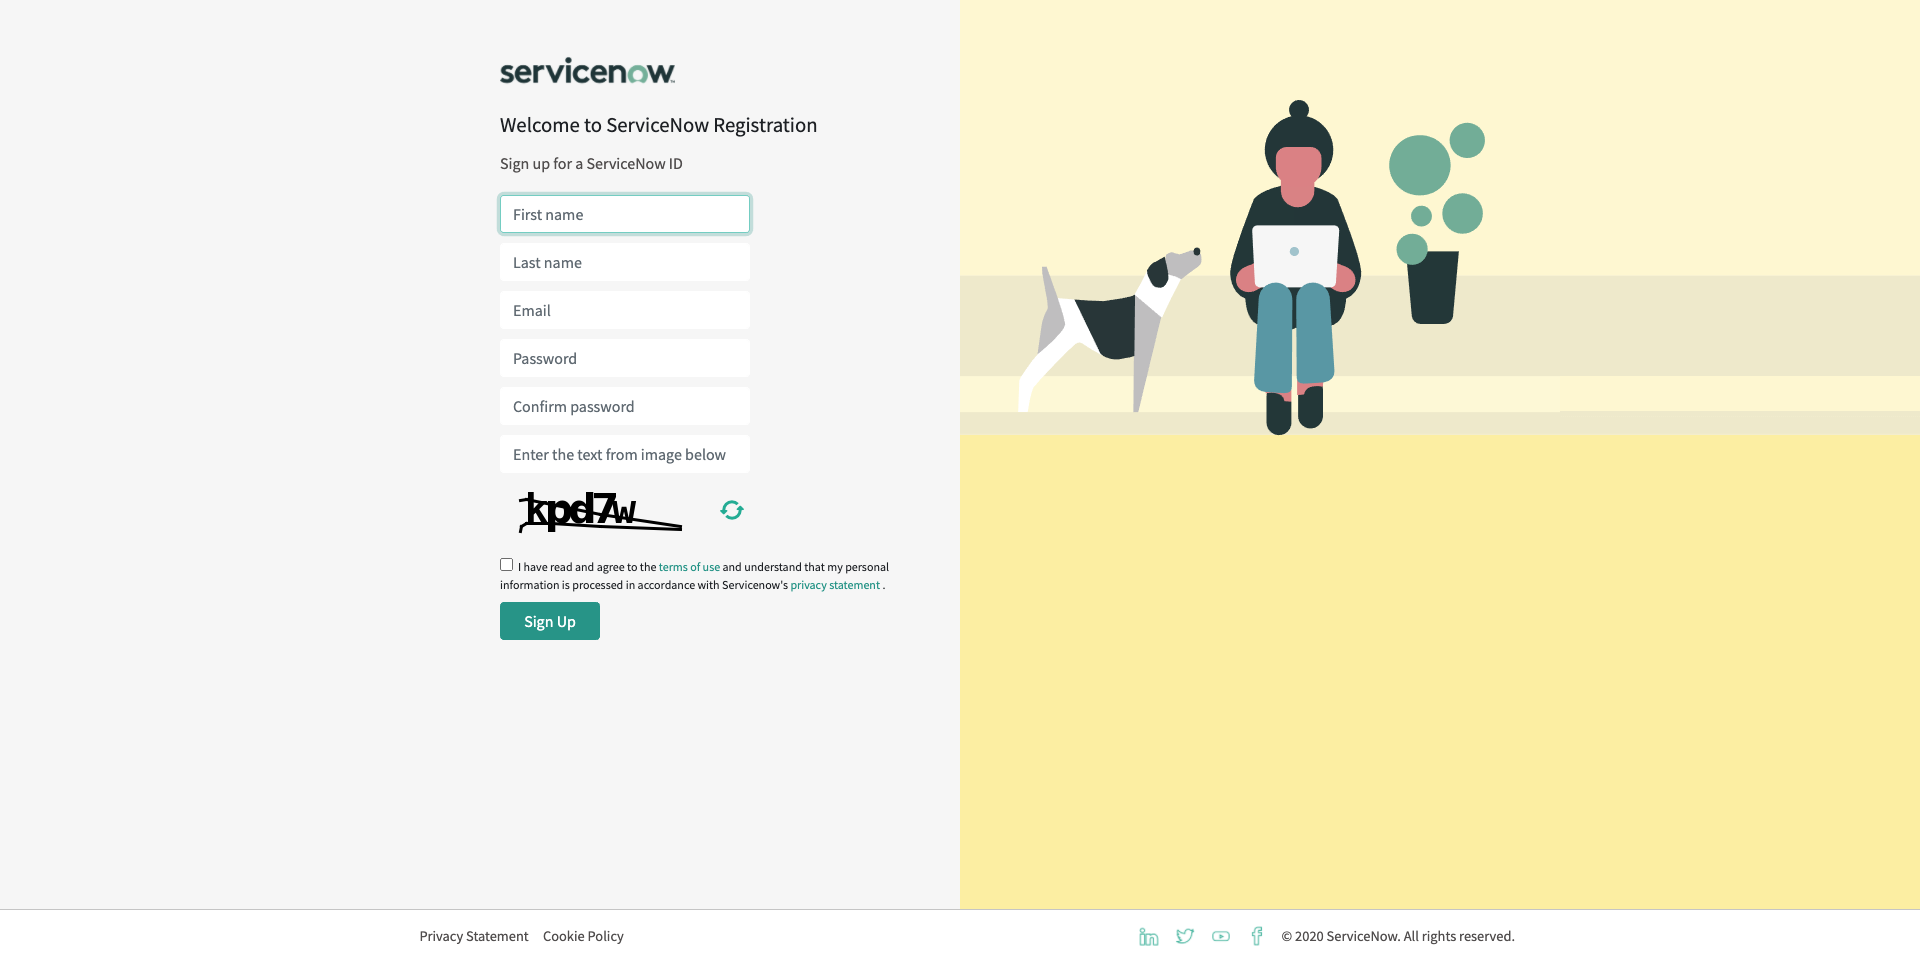 servicenow
Welcome to ServiceNow Registration
Sign up for a ServiceNow ID
First name
Last name
Email
Password
Confirm password
Enter the text from image below
kpd7w
I have read and agree to the terms of use and understand that my personal
information is processed in accordance with Servicenow's privacy statement .
Sign Up
Privacy Statement Cookie Policy
in f © 2020 ServiceNow. All rights reserved.